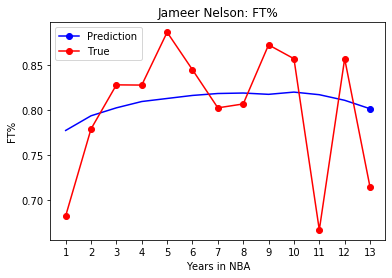 Jameer Nelson: FT%
Prediction
True
0.85
0.80
0.75
0.70
FT%
1 2 3 4 5 6 7 8 9 10 11 12 13
Years in NBA